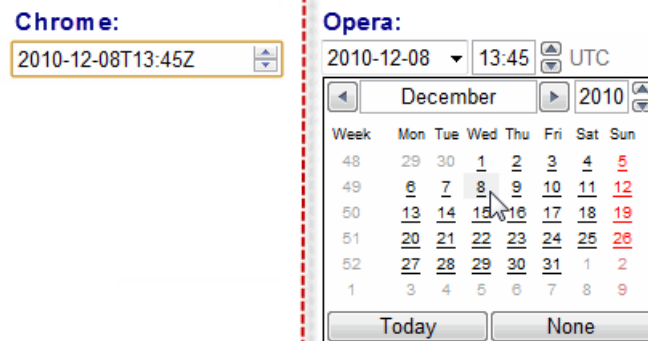 Chrome:
2010-12-08T13:45Z
Opera:
2010-12-08 13:45 UTC
December 2010
Week Mon Tue Wed Thu Fri Sat Sun
48 29 30 1 2 3 4 5
49 6 7 8 9 10 11 12
50 13 14 15 16 17 18 19
51 20 21 22 23 24 25 26
52 27 28 29 30 31 1 2
1 3 4 5 6 7 8 9
Today None